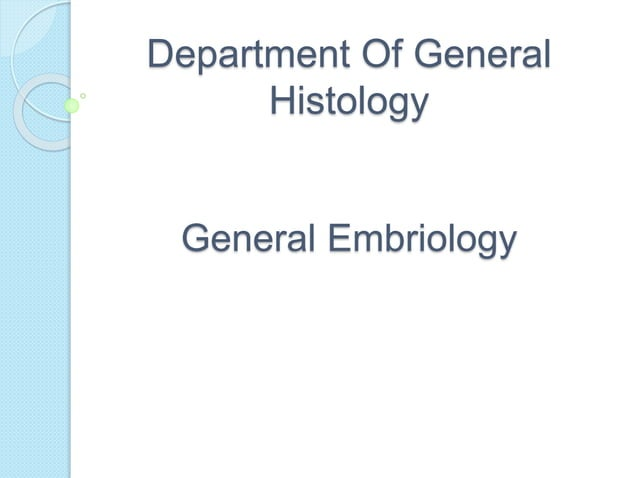 Department Of General
Histology
General Embriology